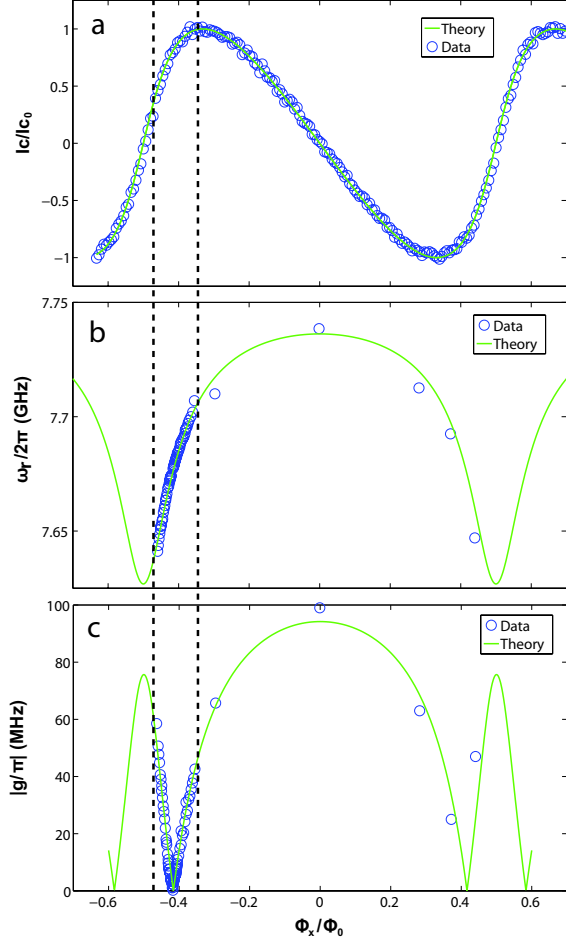 a
Theory
Data
1
0.5
0
−0.5
−1
Ic/Ic₀
b
Data
Theory
7.75
7.7
7.65
ωᵣ/2π (GHz)
c
Data
Theory
100
80
60
40
20
0
|g/π| (MHz)
−0.6 −0.4 −0.2 0 0.2 0.4 0.6
Φₓ/Φ₀